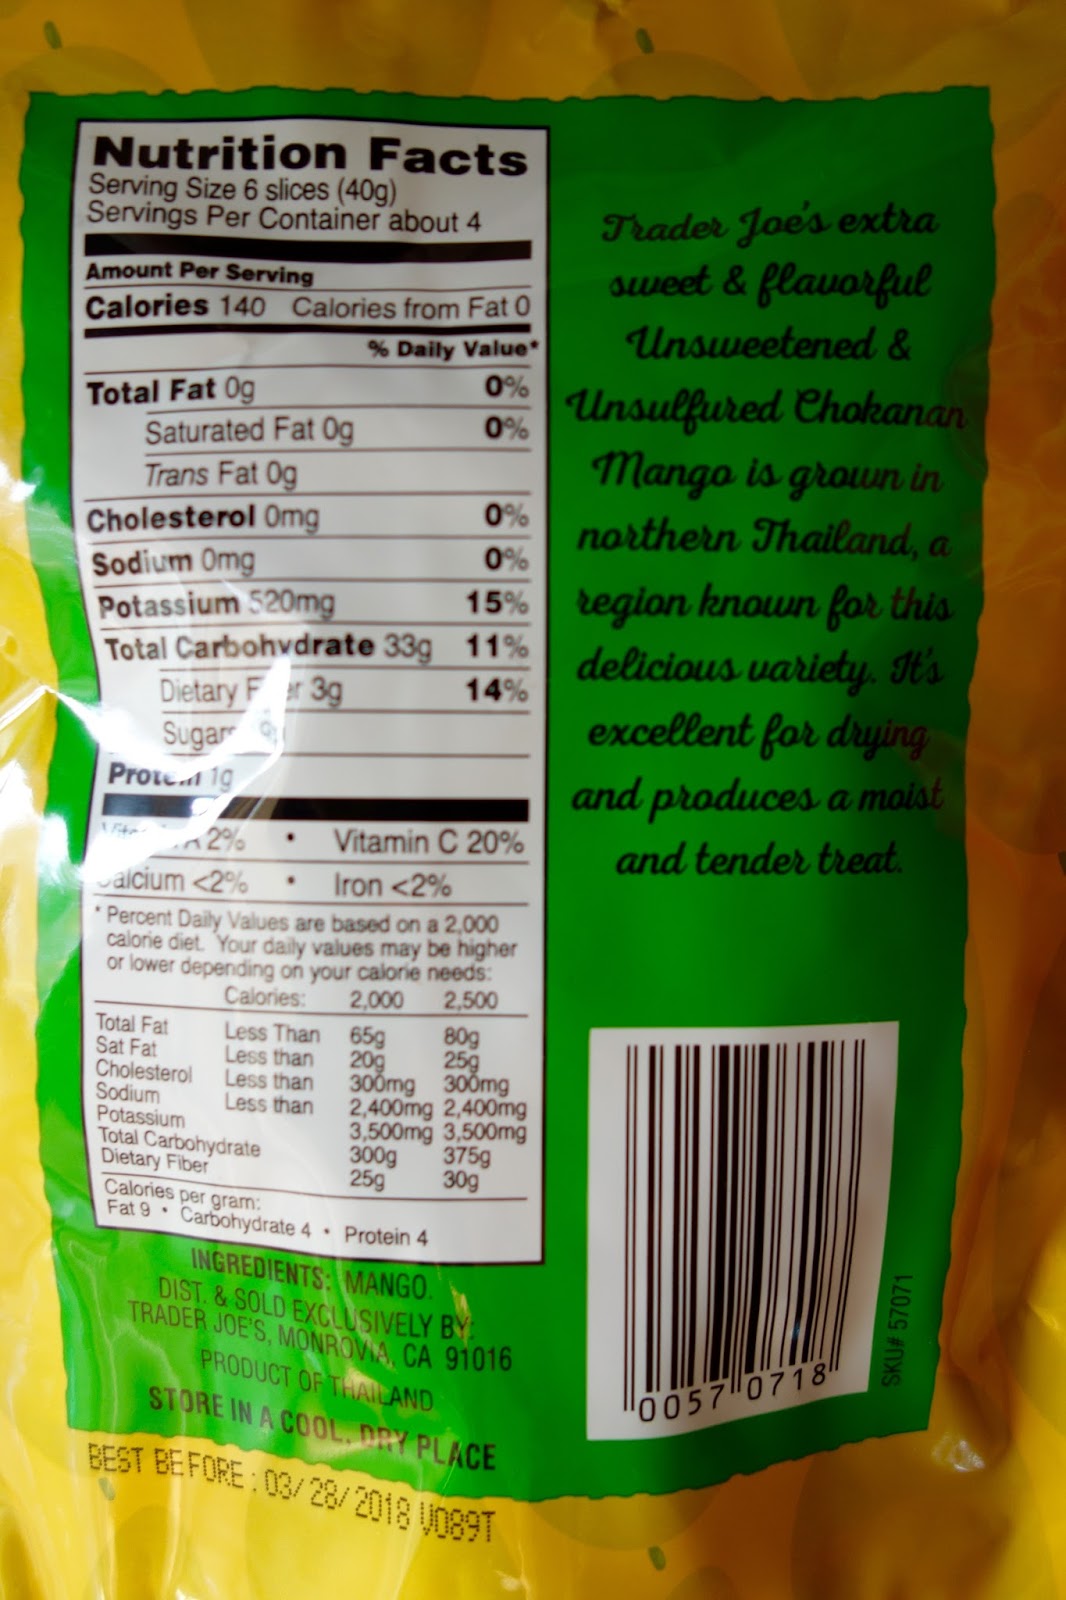 Nutrition Facts
Serving Size 6 slices (40g)
Servings Per Container about 4
Amount Per Serving
Calories 140 Calories from Fat 0
% Daily Value*
Total Fat 0g 0%
Saturated Fat 0g 0%
Trans Fat 0g
Cholesterol 0mg 0%
Sodium 0mg 0%
Potassium 520mg 15%
Total Carbohydrate 33g 11%
Dietary Fiber 3g 14%
Sugars
Protein 1g
Vitamin A 2% • Vitamin C 20%
Calcium <2% • Iron <2%
* Percent Daily Values are based on a 2,000
calorie diet. Your daily values may be higher
or lower depending on your calorie needs:
Calories: 2,000 2,500
Total Fat Less Than 65g 80g
Sat Fat Less than 20g 25g
Cholesterol Less than 300mg 300mg
Sodium Less than 2,400mg 2,400mg
Potassium 3,500mg 3,500mg
Total Carbohydrate 300g 375g
Dietary Fiber 25g 30g
Calories per gram:
Fat 9 • Carbohydrate 4 • Protein 4
INGREDIENTS: MANGO.
DIST. & SOLD EXCLUSIVELY BY:
TRADER JOE'S, MONROVIA, CA 91016
PRODUCT OF THAILAND
STORE IN A COOL, DRY PLACE
BEST BEFORE : 03/28/2018 V089T
Trader Joe's extra
sweet & flavorful
Unsweetened &
Unsulfured Chokanan
Mango is grown in
northern Thailand, a
region known for this
delicious variety. It's
excellent for drying
and produces a moist
and tender treat.
0057 0718
SKU# 57071